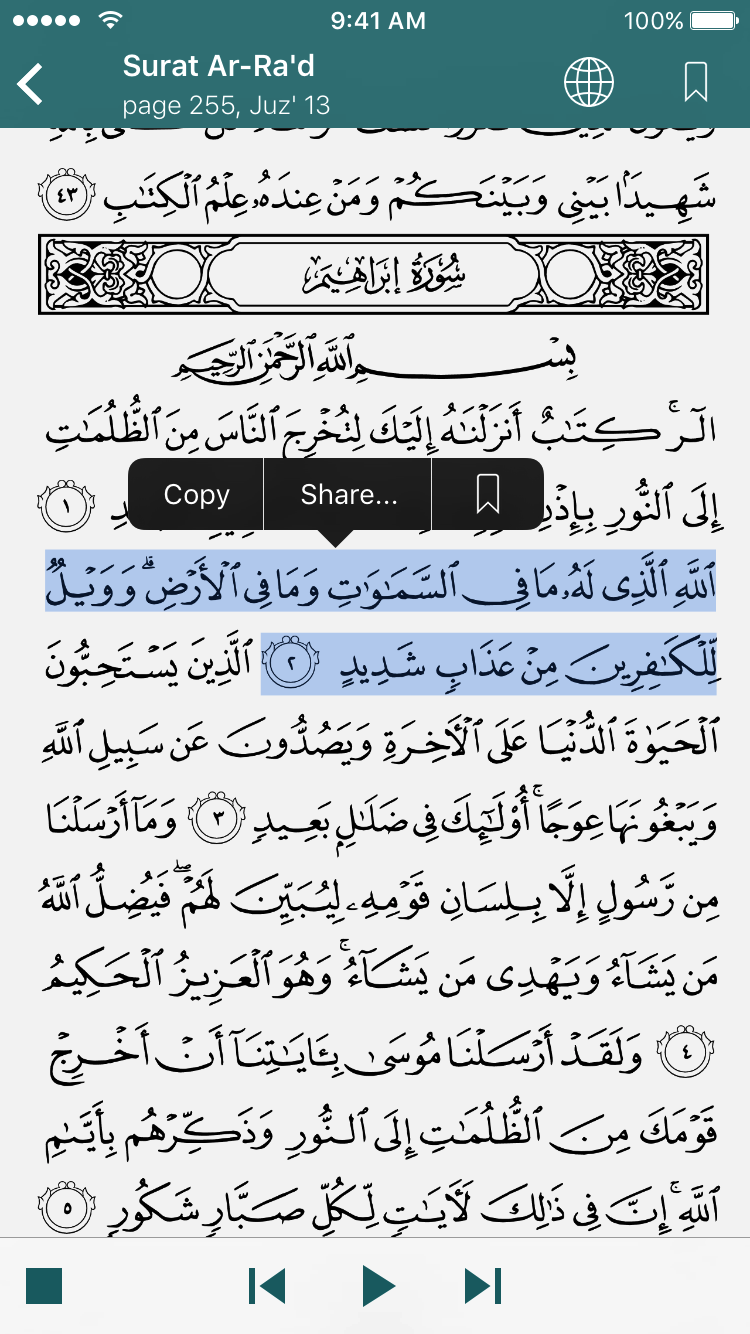 9:41 AM
100%
Surat Ar-Ra'd
page 255, Juz' 13
شَهِيدًۢا بَيْنِى وَبَيْنَكُمْ وَمَنْ عِندَهُۥ عِلْمُ ٱلْكِتَٰبِ ٤٣
سُورَةُ إِبْرَاهِيمَ
بِسْمِ ٱللَّهِ ٱلرَّحْمَٰنِ ٱلرَّحِيمِ
الٓر ۚ كِتَٰبٌ أَنزَلْنَٰهُ إِلَيْكَ لِتُخْرِجَ ٱلنَّاسَ مِنَ ٱلظُّلُمَٰتِ
Copy Share...
إِلَى ٱلنُّورِ بِإِذْنِ ١
ٱللَّهِ ٱلَّذِى لَهُۥ مَا فِى ٱلسَّمَٰوَٰتِ وَمَا فِى ٱلْأَرْضِ ۗ وَوَيْلٌ
لِّلْكَٰفِرِينَ مِنْ عَذَابٍ شَدِيدٍ ٢ ٱلَّذِينَ يَسْتَحِبُّونَ
ٱلْحَيَوٰةَ ٱلدُّنْيَا عَلَى ٱلْءَاخِرَةِ وَيَصُدُّونَ عَن سَبِيلِ ٱللَّهِ
وَيَبْغُونَهَا عِوَجًا ۚ أُو۟لَٰٓئِكَ فِى ضَلَٰلٍۭ بَعِيدٍ ٣ وَمَآ أَرْسَلْنَا
مِن رَّسُولٍ إِلَّا بِلِسَانِ قَوْمِهِۦ لِيُبَيِّنَ لَهُمْ ۖ فَيُضِلُّ ٱللَّهُ
مَن يَشَآءُ وَيَهْدِى مَن يَشَآءُ ۚ وَهُوَ ٱلْعَزِيزُ ٱلْحَكِيمُ
٤ وَلَقَدْ أَرْسَلْنَا مُوسَىٰ بِـَٔايَٰتِنَآ أَنْ أَخْرِجْ
قَوْمَكَ مِنَ ٱلظُّلُمَٰتِ إِلَى ٱلنُّورِ وَذَكِّرْهُم بِأَيَّىٰمِ
ٱللَّهِ ۚ إِنَّ فِى ذَٰلِكَ لَءَايَٰتٍ لِّكُلِّ صَبَّارٍ شَكُورٍ ٥